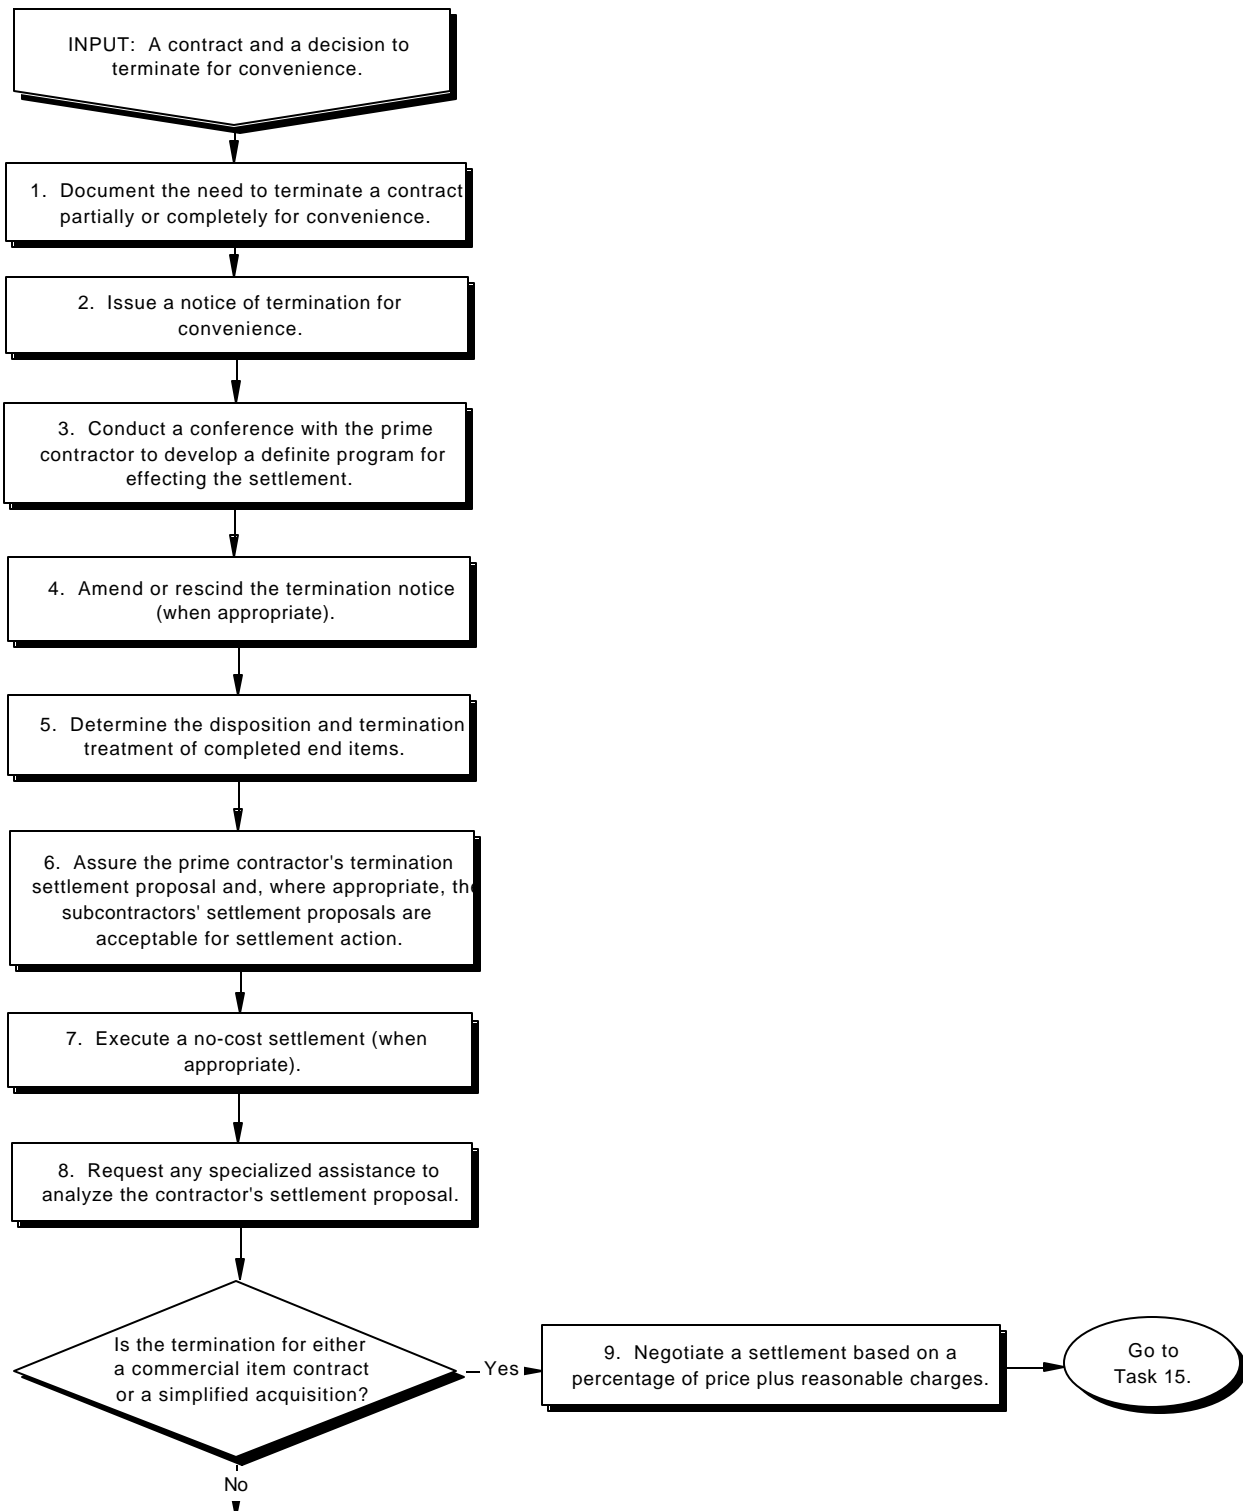 INPUT: A contract and a decision to
terminate for convenience.
1. Document the need to terminate a contract
partially or completely for convenience.
2. Issue a notice of termination for
convenience.
3. Conduct a conference with the prime
contractor to develop a definite program for
effecting the settlement.
4. Amend or rescind the termination notice
(when appropriate).
5. Determine the disposition and termination
treatment of completed end items.
6. Assure the prime contractor's termination
settlement proposal and, where appropriate, the
subcontractors' settlement proposals are
acceptable for settlement action.
7. Execute a no-cost settlement (when
appropriate).
8. Request any specialized assistance to
analyze the contractor's settlement proposal.
Is the termination for either
a commercial item contract
or a simplified acquisition?
Yes
9. Negotiate a settlement based on a
percentage of price plus reasonable charges.
Go to
Task 15.
No